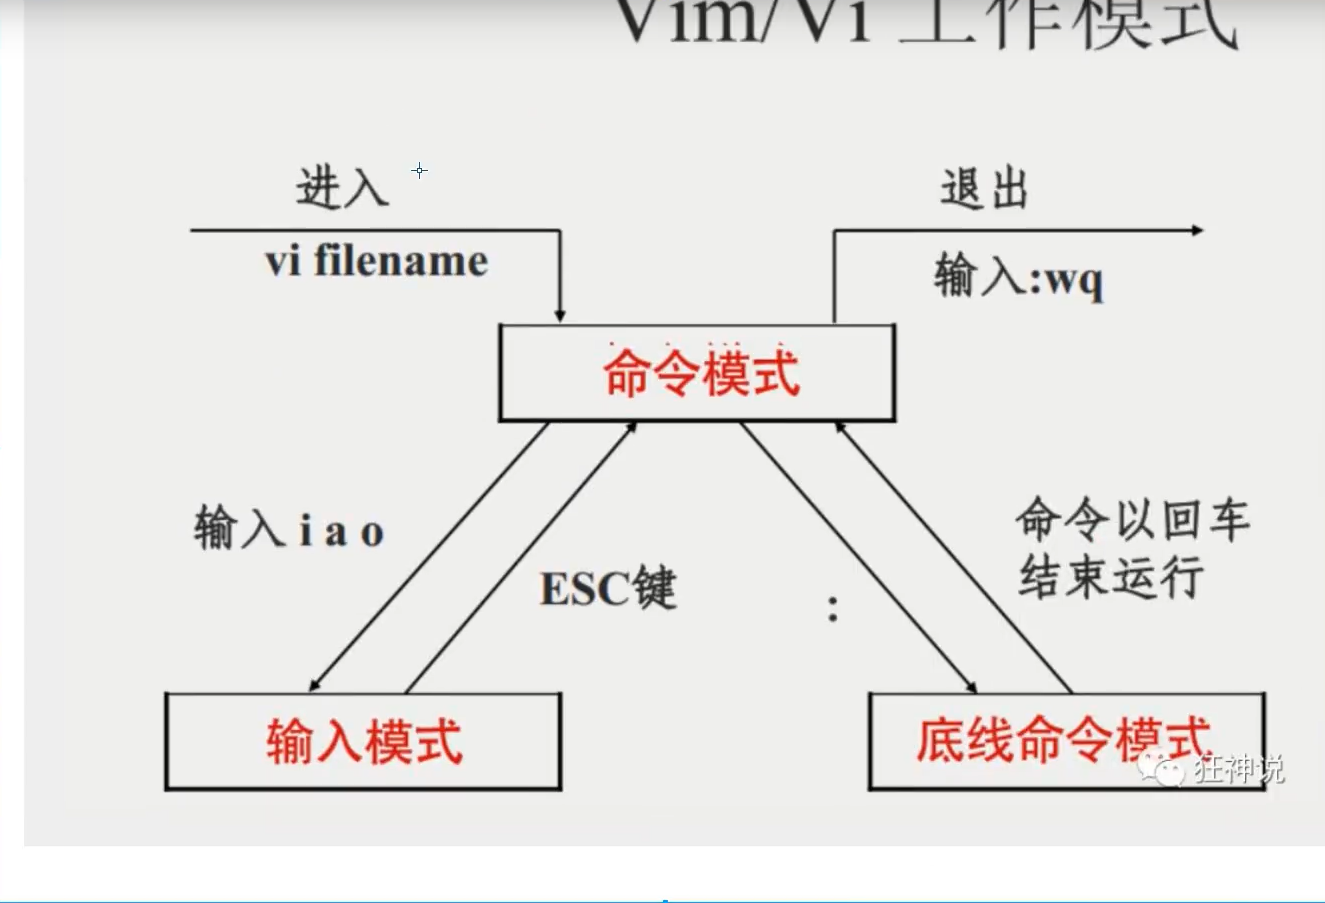 Vim/Vi 工作模式
进入
vi filename
退出
输入:wq
命令模式
输入 i a o
ESC键
:
命令以回车
结束运行
输入模式
底线命令模式
狂神说